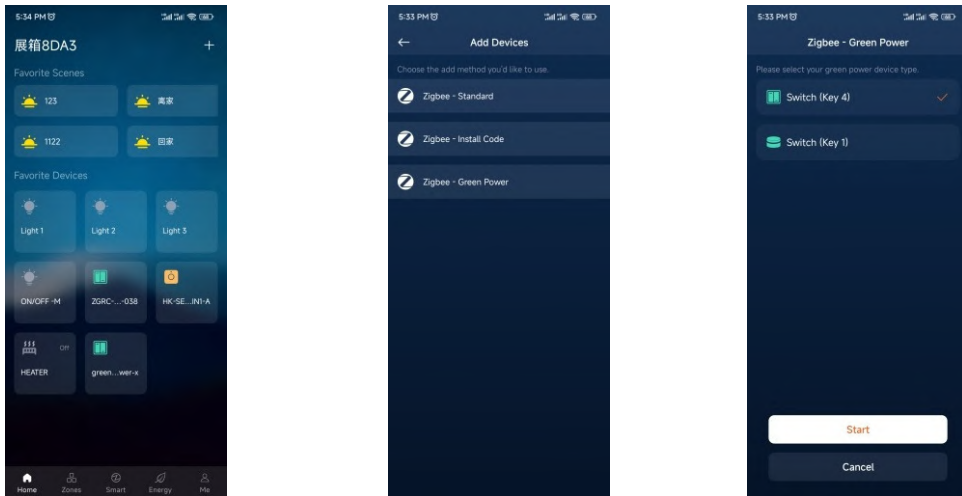 5:34 PM
展箱8DA3
+
Favorite Scenes
123
离家
1122
回家
Favorite Devices
Light 1
Light 2
Light 3
ON/OFF -M
ZGRC-...-038
HK-SE...IN1-A
Off
HEATER
green...wer-x
Home
Zones
Smart
Energy
Me
5:33 PM
Add Devices
Choose the add method you'd like to use.
Zigbee - Standard
Zigbee - Install Code
Zigbee - Green Power
5:33 PM
Zigbee - Green Power
Please select your green power device type.
Switch (Key 4)
Switch (Key 1)
Start
Cancel